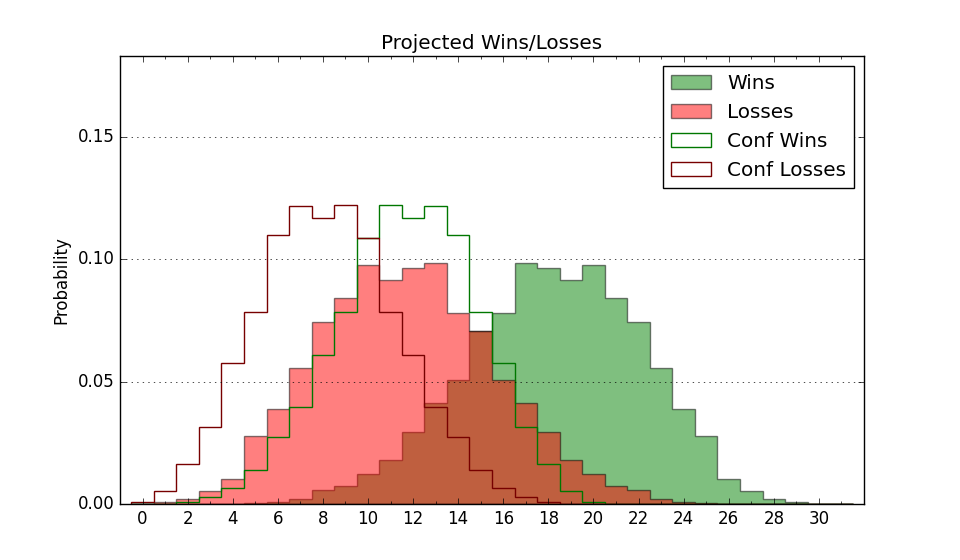 Projected Wins/Losses
Wins
Losses
Conf Wins
Conf Losses
Probability
0.15
0.10
0.05
0.00
0 2 4 6 8 10 12 14 16 18 20 22 24 26 28 30